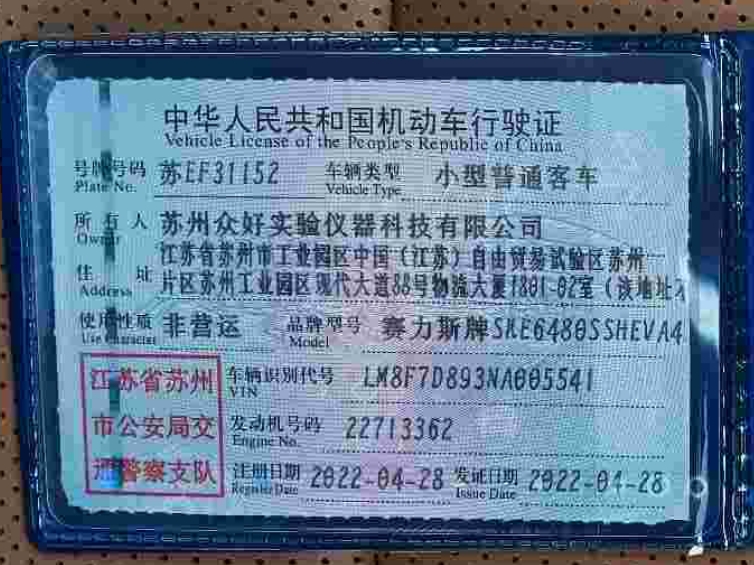 中华人民共和国机动车行驶证
Vehicle License of the People's Republic of China
号牌号码 苏EF31152 车辆类型 小型普通客车
Plate No. Vehicle Type
所有人 苏州众好实验仪器科技有限公司
Owner
江苏省苏州市工业园区中国（江苏）自由贸易试验区苏州
住址 片区苏州工业园区现代大道88号物流大厦1801-02室（该地址不
Address
使用性质 非营运 品牌型号 赛力斯牌SKE6480SSHEVA4
Use Character Model
江苏省苏州
市公安局交
通警察支队
车辆识别代号 LM8F7D893NA005541
VIN
发动机号码 22713362
Engine No.
注册日期 2022-04-28 发证日期 2022-04-28
Register Date Issue Date